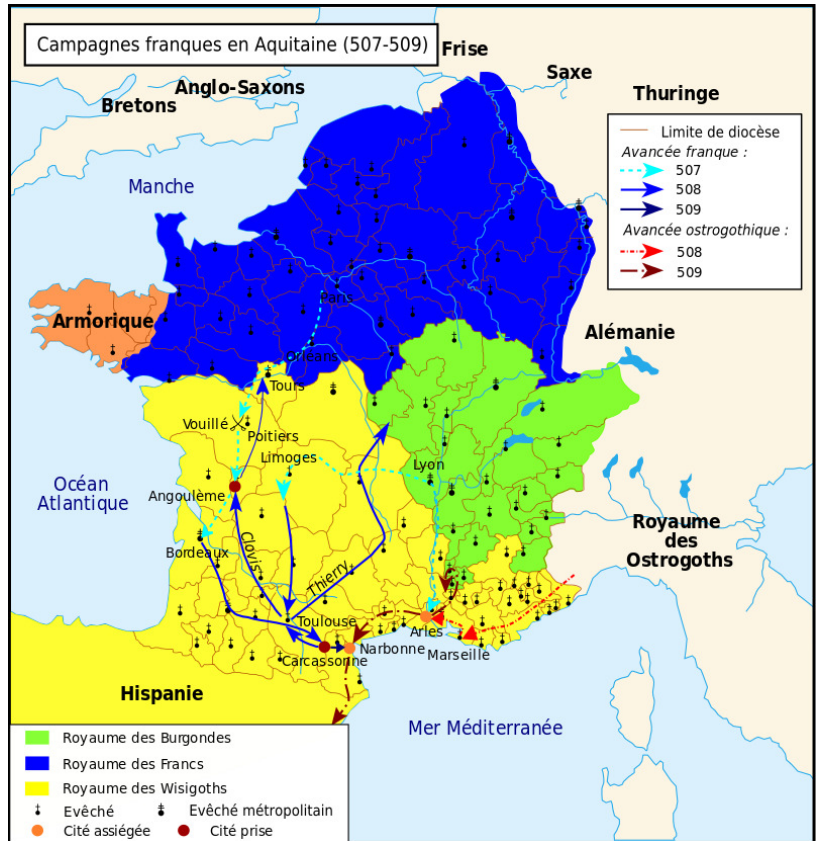 Campagnes franques en Aquitaine (507-509)
Frise
Saxe
Anglo-Saxons
Bretons
Thuringe
Limite de diocèse
Avancée franque :
507
508
509
Avancée ostrogothique :
508
509
Manche
Paris
Armorique
Alémanie
Orléans
Tours
Vouillé
Poitiers
Limoges
Lyon
Océan
Atlantique
Angoulème
Royaume
des
Ostrogoths
Bordeaux
Clovis
Thierry
Toulouse
Arles
Carcassonne
Narbonne
Marseille
Hispanie
Mer Méditerranée
Royaume des Burgondes
Royaume des Francs
Royaume des Wisigoths
Evêché
Evêché métropolitain
Cité assiégée
Cité prise